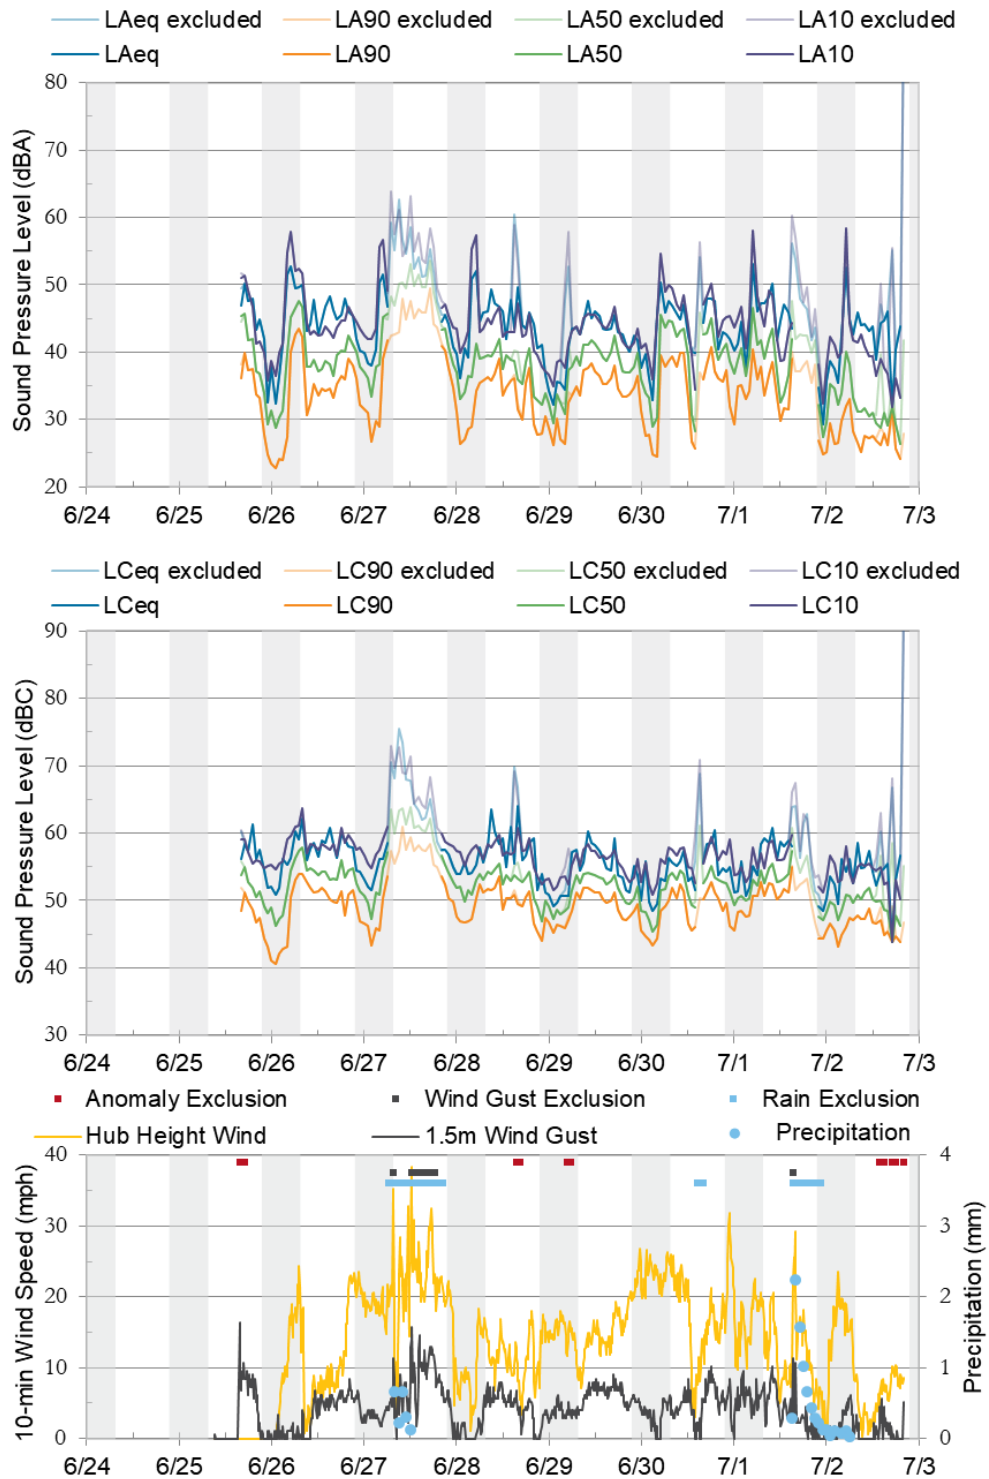 LAeq excluded LA90 excluded LA50 excluded LA10 excluded
LAeq LA90 LA50 LA10
Sound Pressure Level (dBA)
80
70
60
50
40
30
20
6/24 6/25 6/26 6/27 6/28 6/29 6/30 7/1 7/2 7/3
LCeq excluded LC90 excluded LC50 excluded LC10 excluded
LCeq LC90 LC50 LC10
Sound Pressure Level (dBC)
90
80
70
60
50
40
30
6/24 6/25 6/26 6/27 6/28 6/29 6/30 7/1 7/2 7/3
Anomaly Exclusion Wind Gust Exclusion Rain Exclusion
Hub Height Wind 1.5m Wind Gust Precipitation
10-min Wind Speed (mph)
40 4
30 3
20 2
10 1
0 0
Precipitation (mm)
6/24 6/25 6/26 6/27 6/28 6/29 6/30 7/1 7/2 7/3